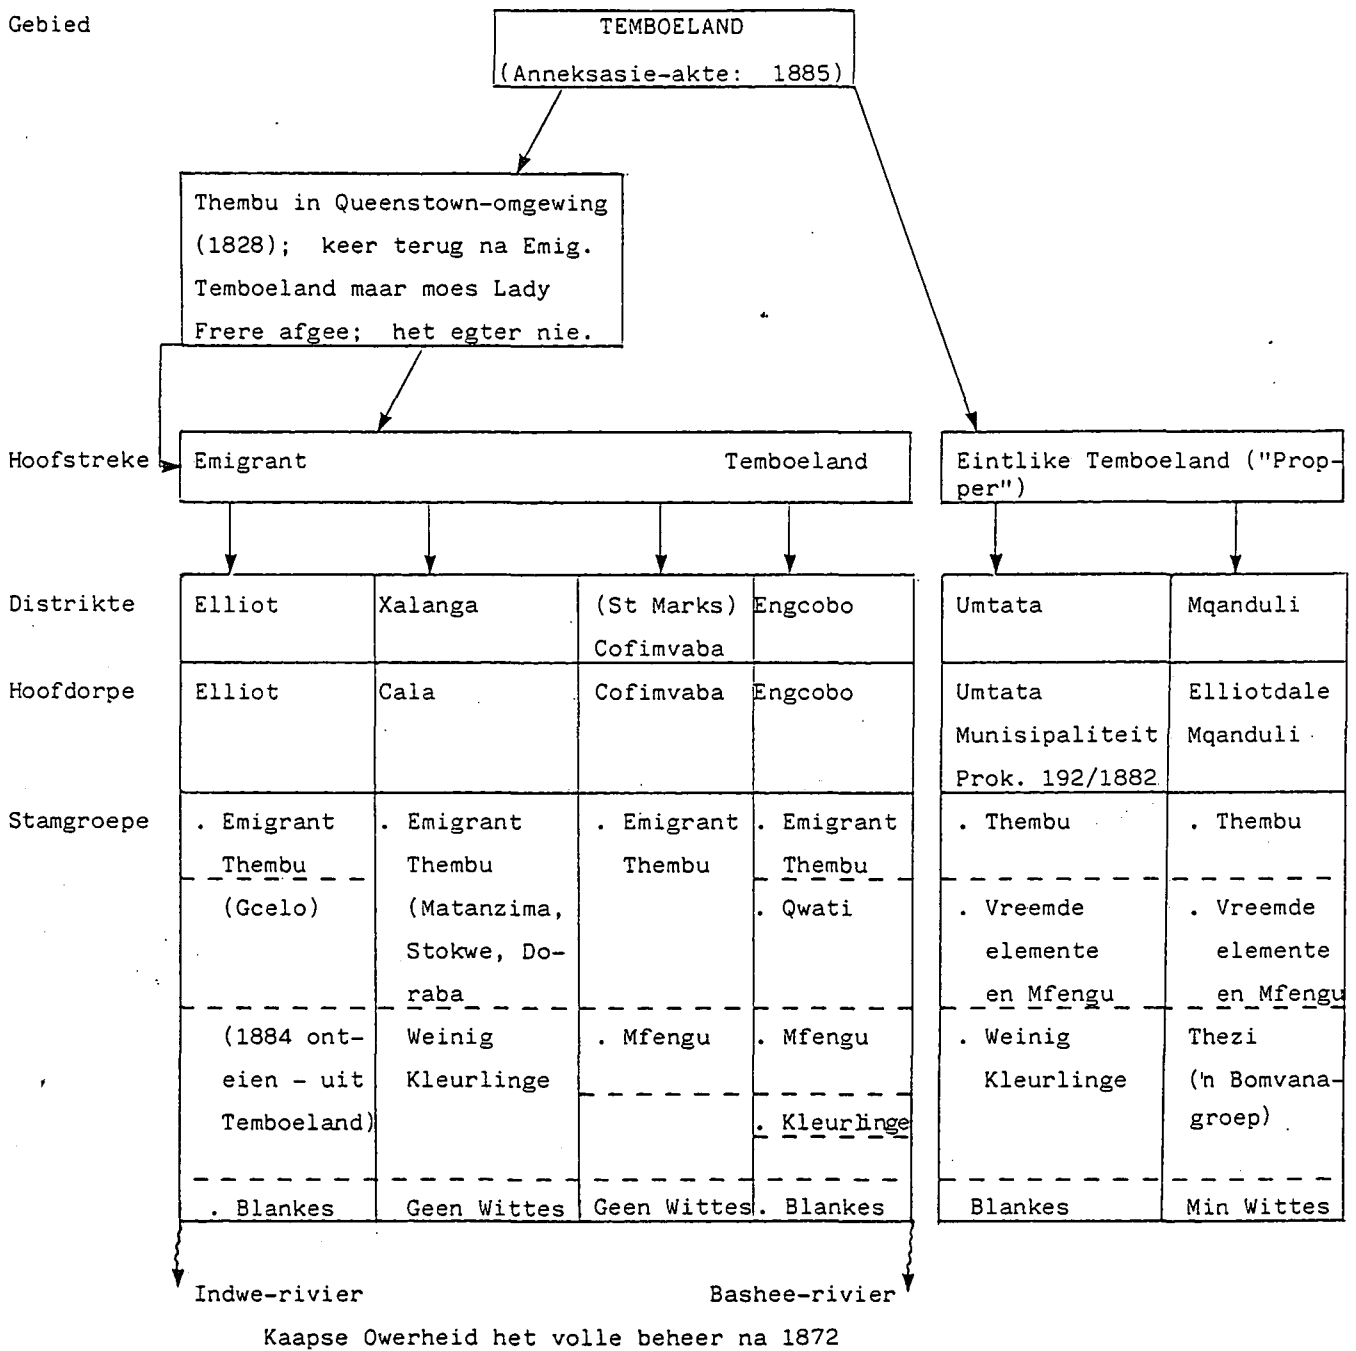 Gebied
TEMBOELAND
(Anneksasie-akte: 1885)
Thembu in Queenstown-omgewing
(1828); keer terug na Emig.
Temboeland maar moes Lady
Frere afgee; het egter nie.
Hoofstreke
Emigrant Temboeland
Eintlike Temboeland ("Prop-
per")
Distrikte
Elliot
Xalanga
(St Marks)
Cofimvaba
Engcobo
Umtata
Mqanduli
Hoofdorpe
Elliot
Cala
Cofimvaba
Engcobo
Umtata
Munisipaliteit
Prok. 192/1882
Elliotdale
Mqanduli
Stamgroepe
. Emigrant
Thembu
(Gcelo)
(1884 ont-
eien - uit
Temboeland)
. Blankes
. Emigrant
Thembu
(Matanzima,
Stokwe, Do-
raba
Weinig
Kleurlinge
Geen Wittes
. Emigrant
Thembu
. Mfengu
Geen Wittes
. Emigrant
Thembu
. Qwati
. Mfengu
. Kleurlinge
. Blankes
. Thembu
. Vreemde
elemente
en Mfengu
. Weinig
Kleurlinge
Blankes
. Thembu
. Vreemde
elemente
en Mfengu
Thezi
('n Bomvana-
groep)
Min Wittes
Indwe-rivier
Bashee-rivier
Kaapse Owerheid het volle beheer na 1872